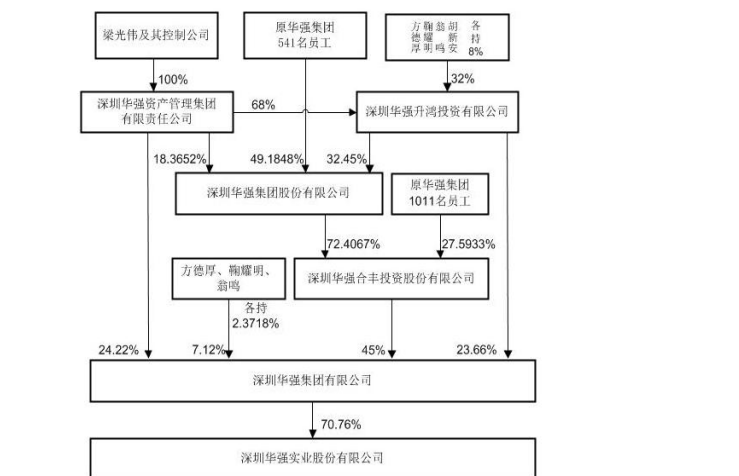 梁光伟及其控制公司
原华强集团
541名员工
方德厚 鞠耀明 翁鸣 胡新安 各持
8%
100%
32%
深圳华强资产管理集团
有限责任公司
68%
深圳华强升鸿投资有限公司
18.3652%
49.1848%
32.45%
深圳华强集团股份有限公司
原华强集团
1011名员工
72.4067%
27.5933%
方德厚、鞠耀明、
翁鸣
深圳华强合丰投资股份有限公司
各持
2.3718%
24.22%
7.12%
45%
23.66%
深圳华强集团有限公司
70.76%
深圳华强实业股份有限公司